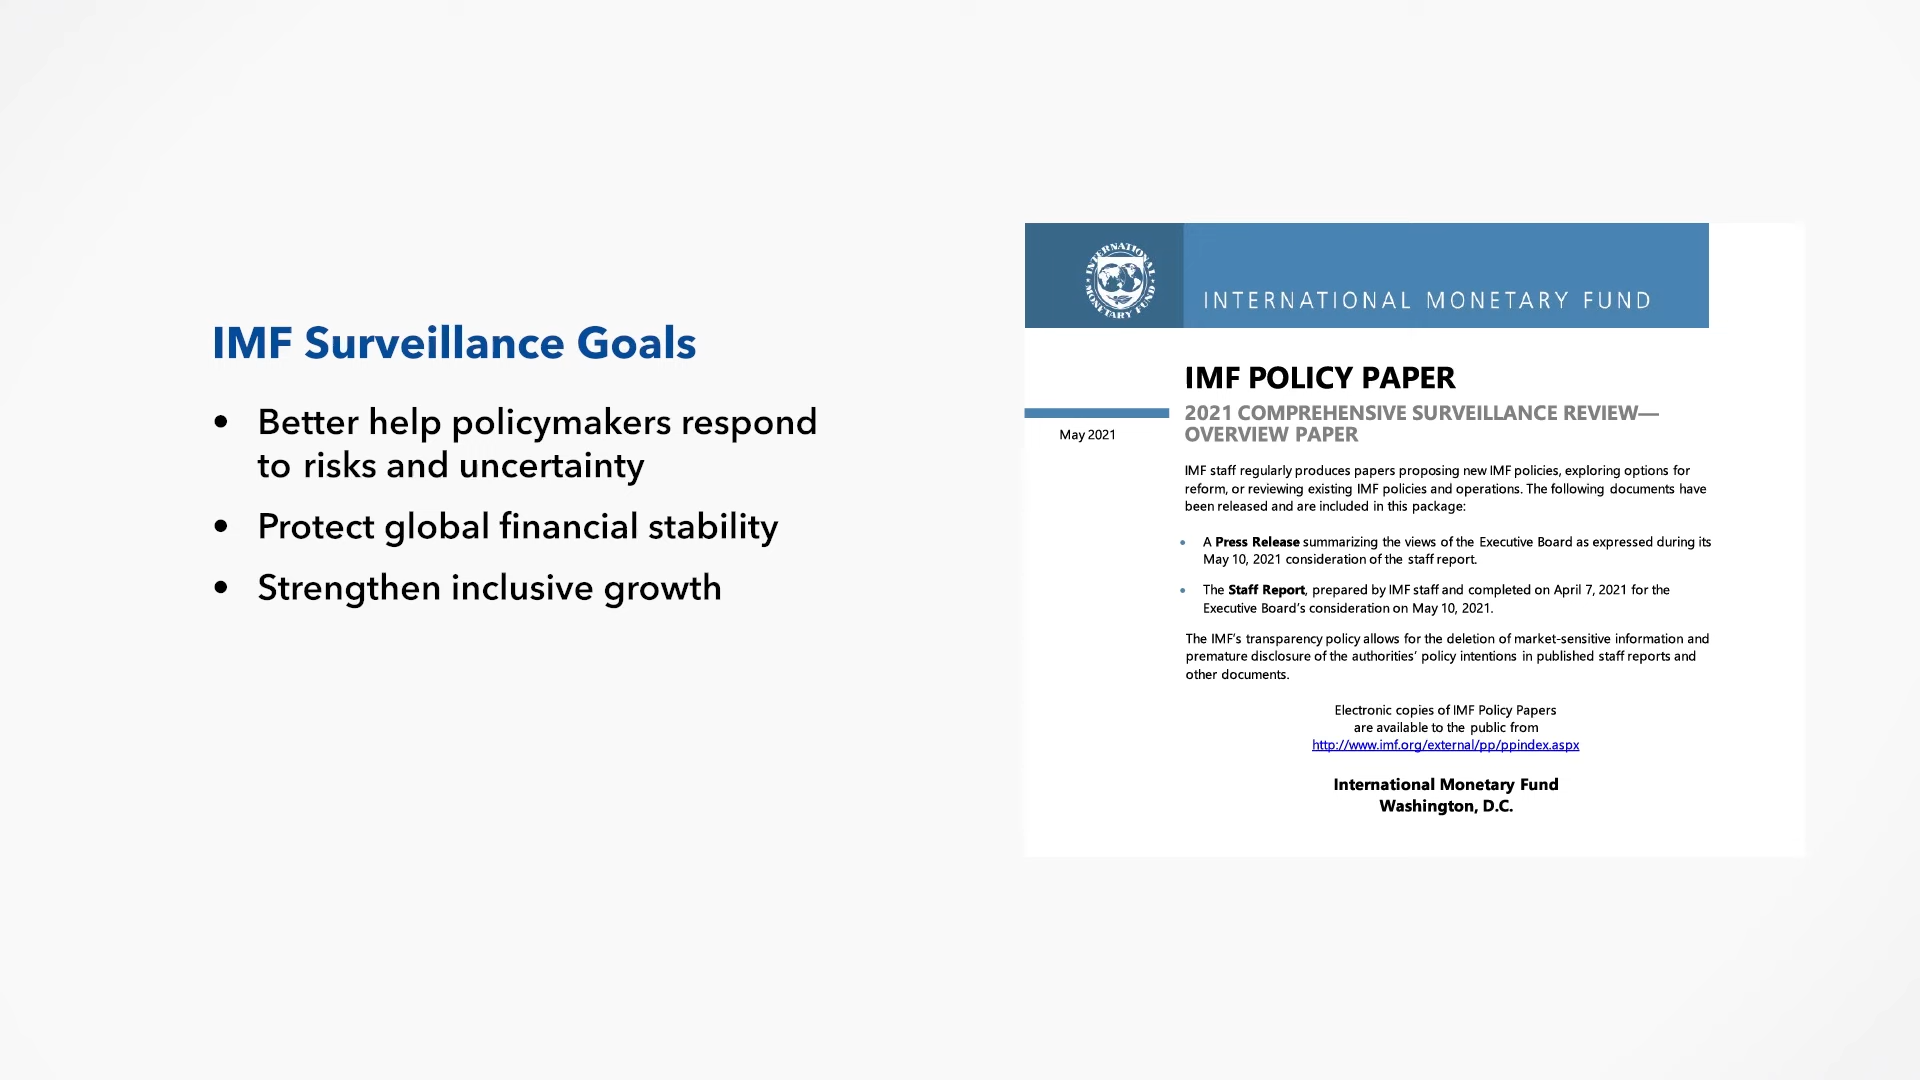 IMF Surveillance Goals
• Better help policymakers respond
to risks and uncertainty
• Protect global financial stability
• Strengthen inclusive growth
INTERNATIONAL MONETARY FUND
INTERNATIONAL MONETARY FUND
IMF POLICY PAPER
2021 COMPREHENSIVE SURVEILLANCE REVIEW—
OVERVIEW PAPER
May 2021
IMF staff regularly produces papers proposing new IMF policies, exploring options for
reform, or reviewing existing IMF policies and operations. The following documents have
been released and are included in this package:
• A Press Release summarizing the views of the Executive Board as expressed during its
May 10, 2021 consideration of the staff report.
• The Staff Report, prepared by IMF staff and completed on April 7, 2021 for the
Executive Board’s consideration on May 10, 2021.
The IMF’s transparency policy allows for the deletion of market-sensitive information and
premature disclosure of the authorities’ policy intentions in published staff reports and
other documents.
Electronic copies of IMF Policy Papers
are available to the public from
http://www.imf.org/external/pp/ppindex.aspx
International Monetary Fund
Washington, D.C.